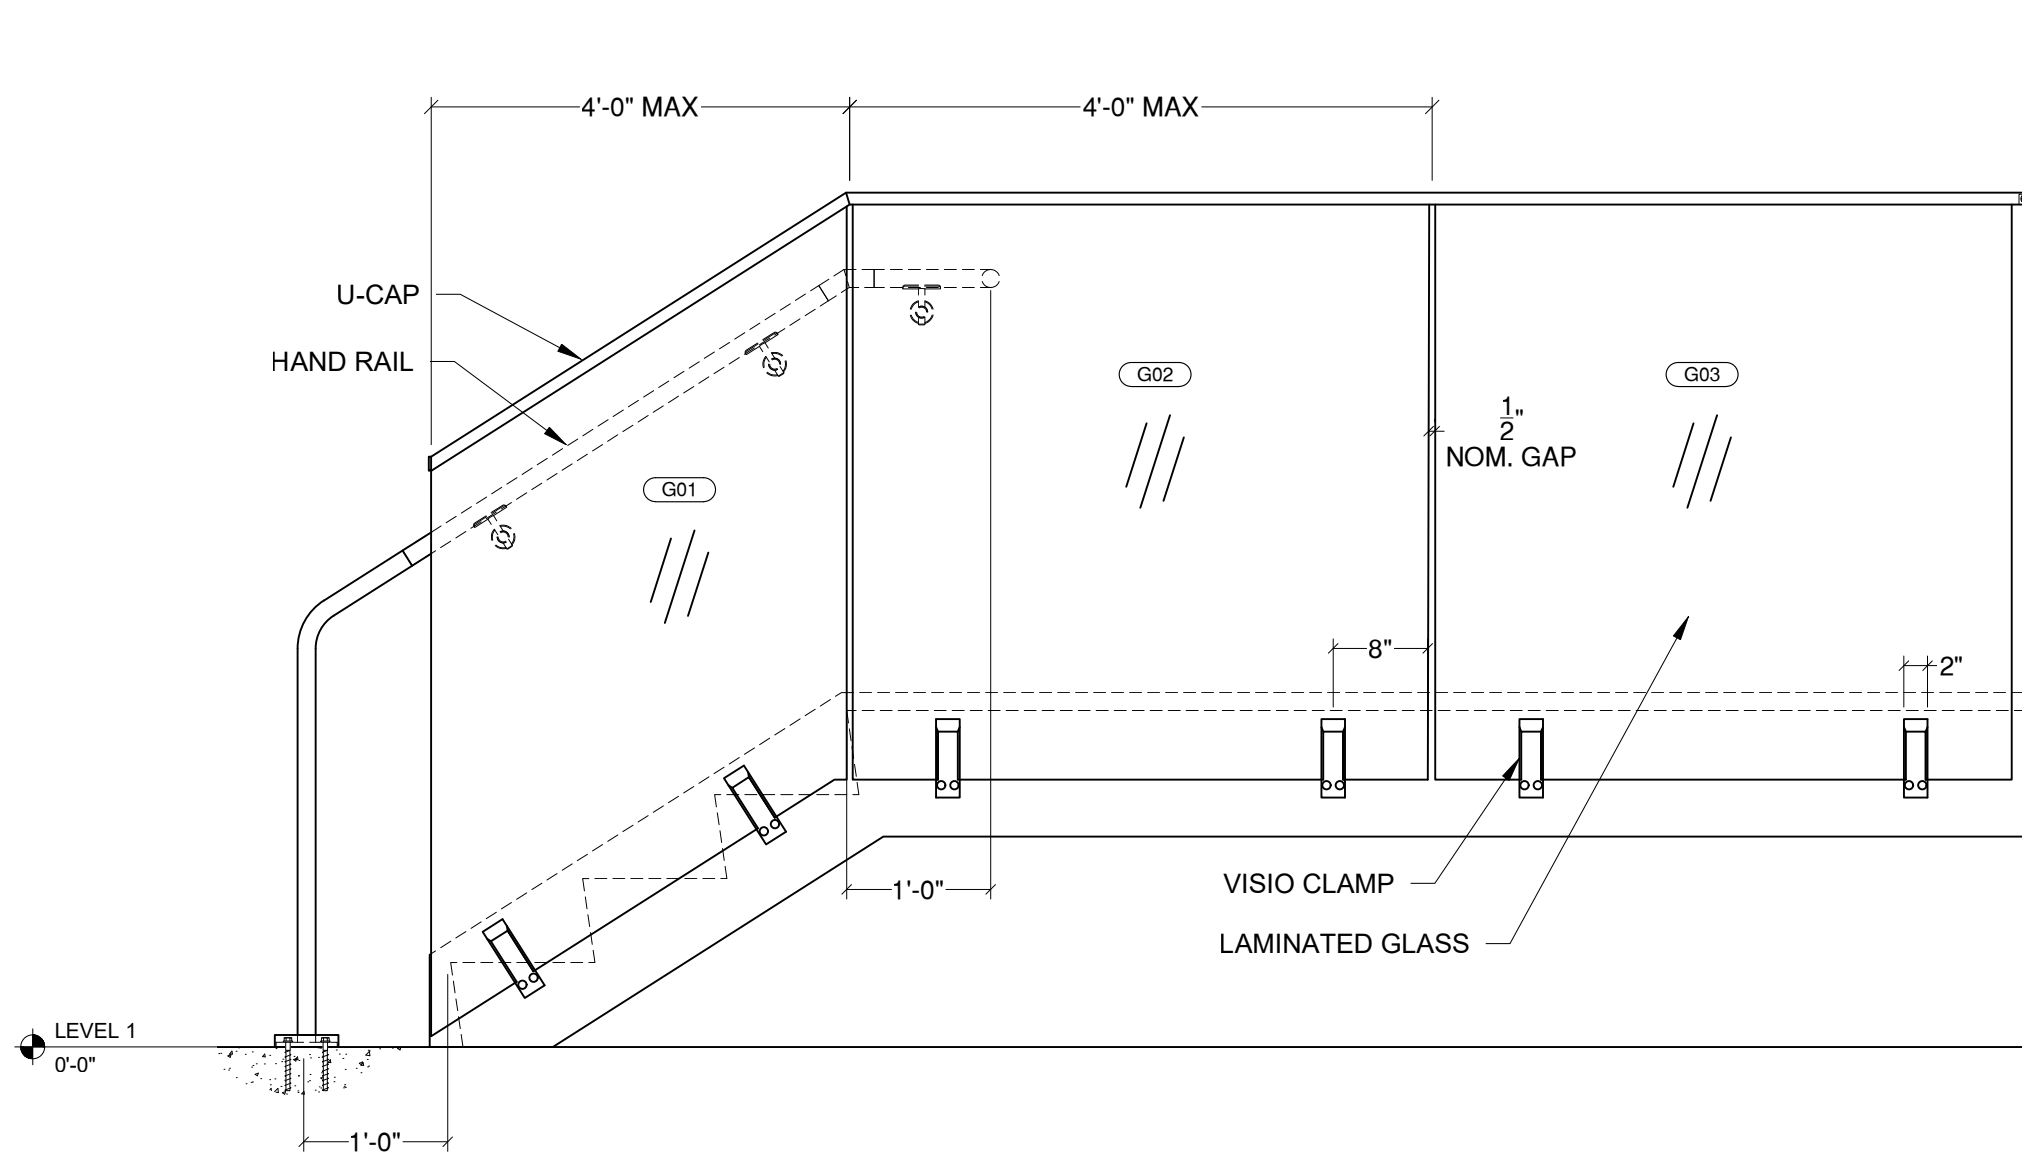 4'-0" MAX
4'-0" MAX
U-CAP
HAND RAIL
G01
G02
G03
1/2"
NOM. GAP
8"
2"
1'-0"
VISIO CLAMP
LAMINATED GLASS
LEVEL 1
0'-0"
1'-0"